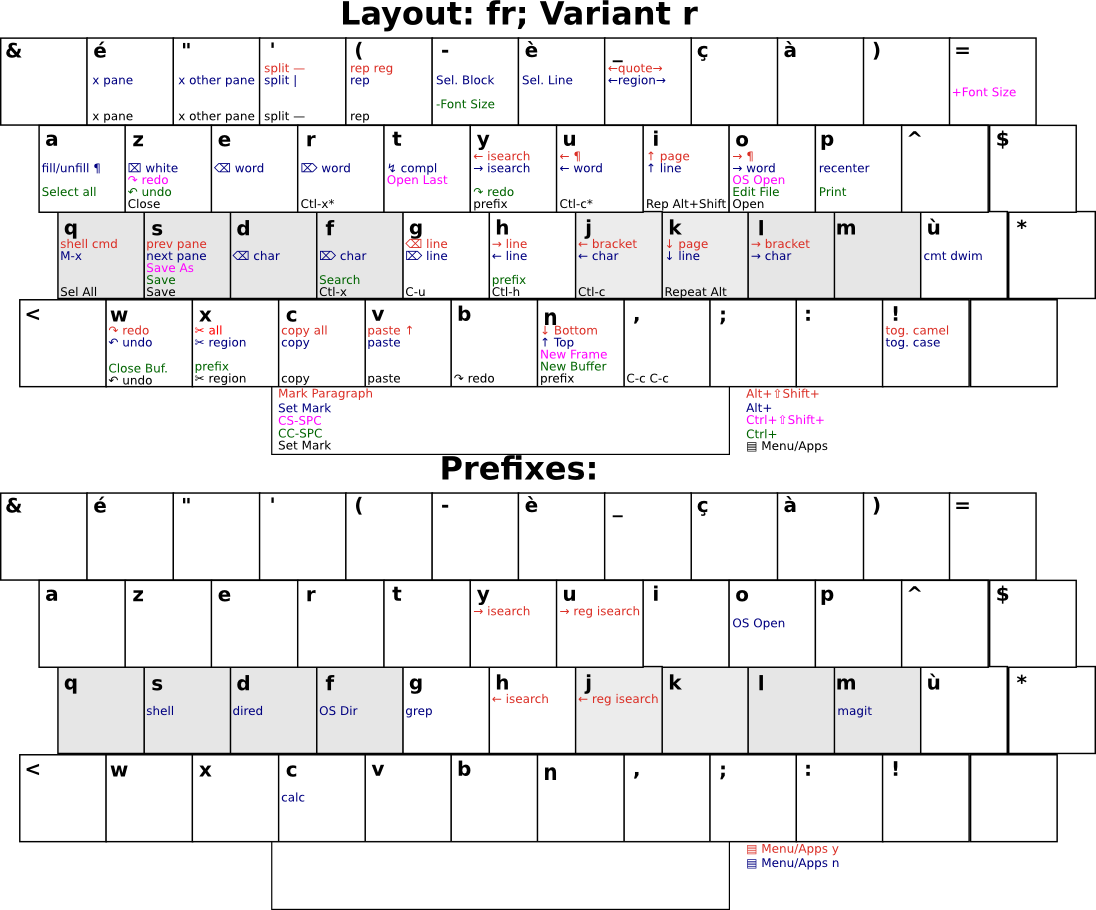 Layout: fr; Variant r
&
é
x pane
x pane
"
x other pane
x other pane
'
split —
split |
split —
(
rep reg
rep
rep
-
Sel. Block
-Font Size
è
Sel. Line
_
←quote→
←region→
ç
à
)
=
+Font Size
a
fill/unfill ¶
Select all
z
⌧ white
↷ redo
↶ undo
Close
e
⌫ word
r
⌦ word
Ctl-x*
t
↯ compl
Open Last
y
← isearch
→ isearch
↷ redo
prefix
u
← ¶
← word
Ctl-c*
i
↑ page
↑ line
Rep Alt+Shift
o
→ ¶
→ word
OS Open
Edit File
Open
p
recenter
Print
^
$
q
shell cmd
M-x
Sel All
s
prev pane
next pane
Save As
Save
Save
d
⌫ char
f
⌦ char
Search
Ctl-x
g
⌫ line
⌦ line
C-u
h
→ line
← line
prefix
Ctl-h
j
← bracket
← char
Ctl-c
k
↓ page
↓ line
Repeat Alt
l
→ bracket
→ char
m
ù
cmt dwim
*
<
w
↷ redo
↶ undo
Close Buf.
↶ undo
x
✂ all
✂ region
prefix
✂ region
c
copy all
copy
copy
v
paste ↑
paste
paste
b
↷ redo
n
↓ Bottom
↑ Top
New Frame
New Buffer
prefix
,
C-c C-c
;
:
!
tog. camel
tog. case
Mark Paragraph
Set Mark
CS-SPC
CC-SPC
Set Mark
Alt+⇧Shift+
Alt+
Ctrl+⇧Shift+
Ctrl+
▤ Menu/Apps
Prefixes:
&
é
"
'
(
-
è
_
ç
à
)
=
a
z
e
r
t
y
→ isearch
u
→ reg isearch
i
o
OS Open
p
^
$
q
s
shell
d
dired
f
OS Dir
g
grep
h
← isearch
j
← reg isearch
k
l
m
magit
ù
*
<
w
x
c
calc
v
b
n
,
;
:
!
▤ Menu/Apps y
▤ Menu/Apps n